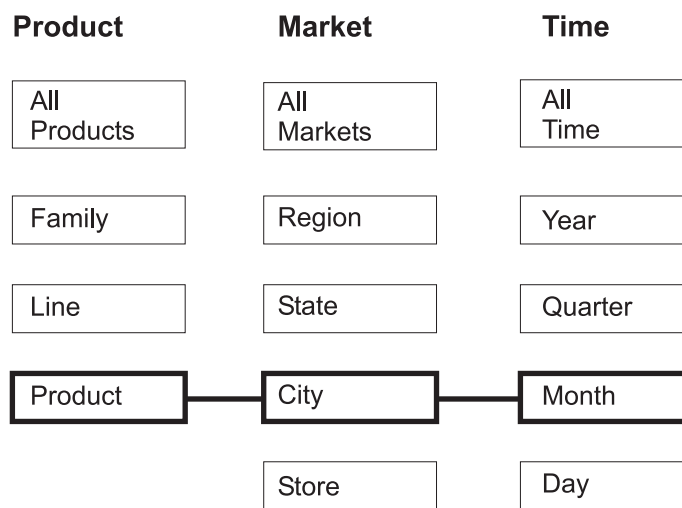 Product Market Time
All Products
All Markets
All Time
Family Region Year
Line State Quarter
Product City Month
Store Day